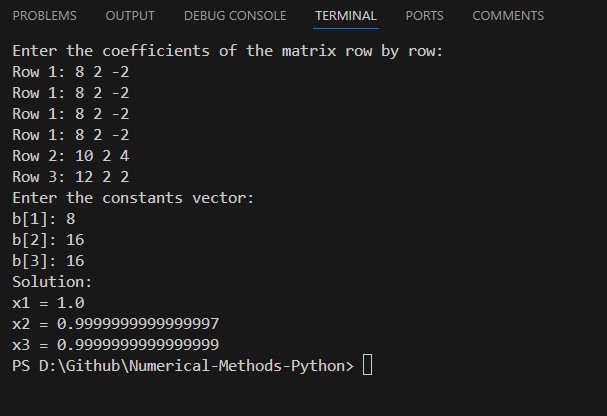 PROBLEMS OUTPUT DEBUG CONSOLE TERMINAL PORTS COMMENTS
Enter the coefficients of the matrix row by row:
Row 1: 8 2 -2
Row 1: 8 2 -2
Row 1: 8 2 -2
Row 1: 8 2 -2
Row 2: 10 2 4
Row 3: 12 2 2
Enter the constants vector:
b[1]: 8
b[2]: 16
b[3]: 16
Solution:
x1 = 1.0
x2 = 0.9999999999999997
x3 = 0.9999999999999999
PS D:\Github\Numerical-Methods-Python>